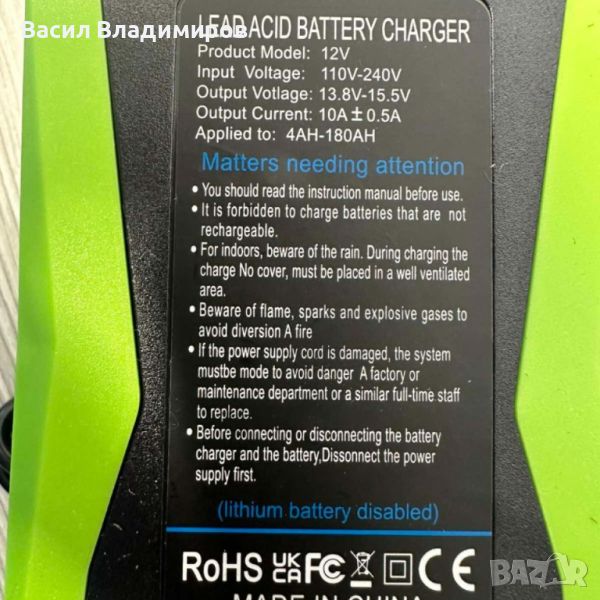 Васил Владимиров
LEAD ACID BATTERY CHARGER
Product Model: 12V
Input Voltage: 110V-240V
Output Votlage: 13.8V-15.5V
Output Current: 10A±0.5A
Applied to: 4AH-180AH
Matters needing attention
• You should read the instruction manual before use.
• It is forbidden to charge batteries that are not
rechargeable.
• For indoors, beware of the rain. During charging the
charge No cover, must be placed in a well ventilated
area.
• Beware of flame, sparks and explosive gases to
avoid diversion A fire
• If the power supply cord is damaged, the system
mustbe mode to avoid danger A factory or
maintenance department or a similar full-time staff
to replace.
• Before connecting or disconnecting the battery
charger and the battery,Disconnect the power
supply first.
(lithium battery disabled)
RoHS UK CA FC CE
MADE IN CHINA
BAZAR